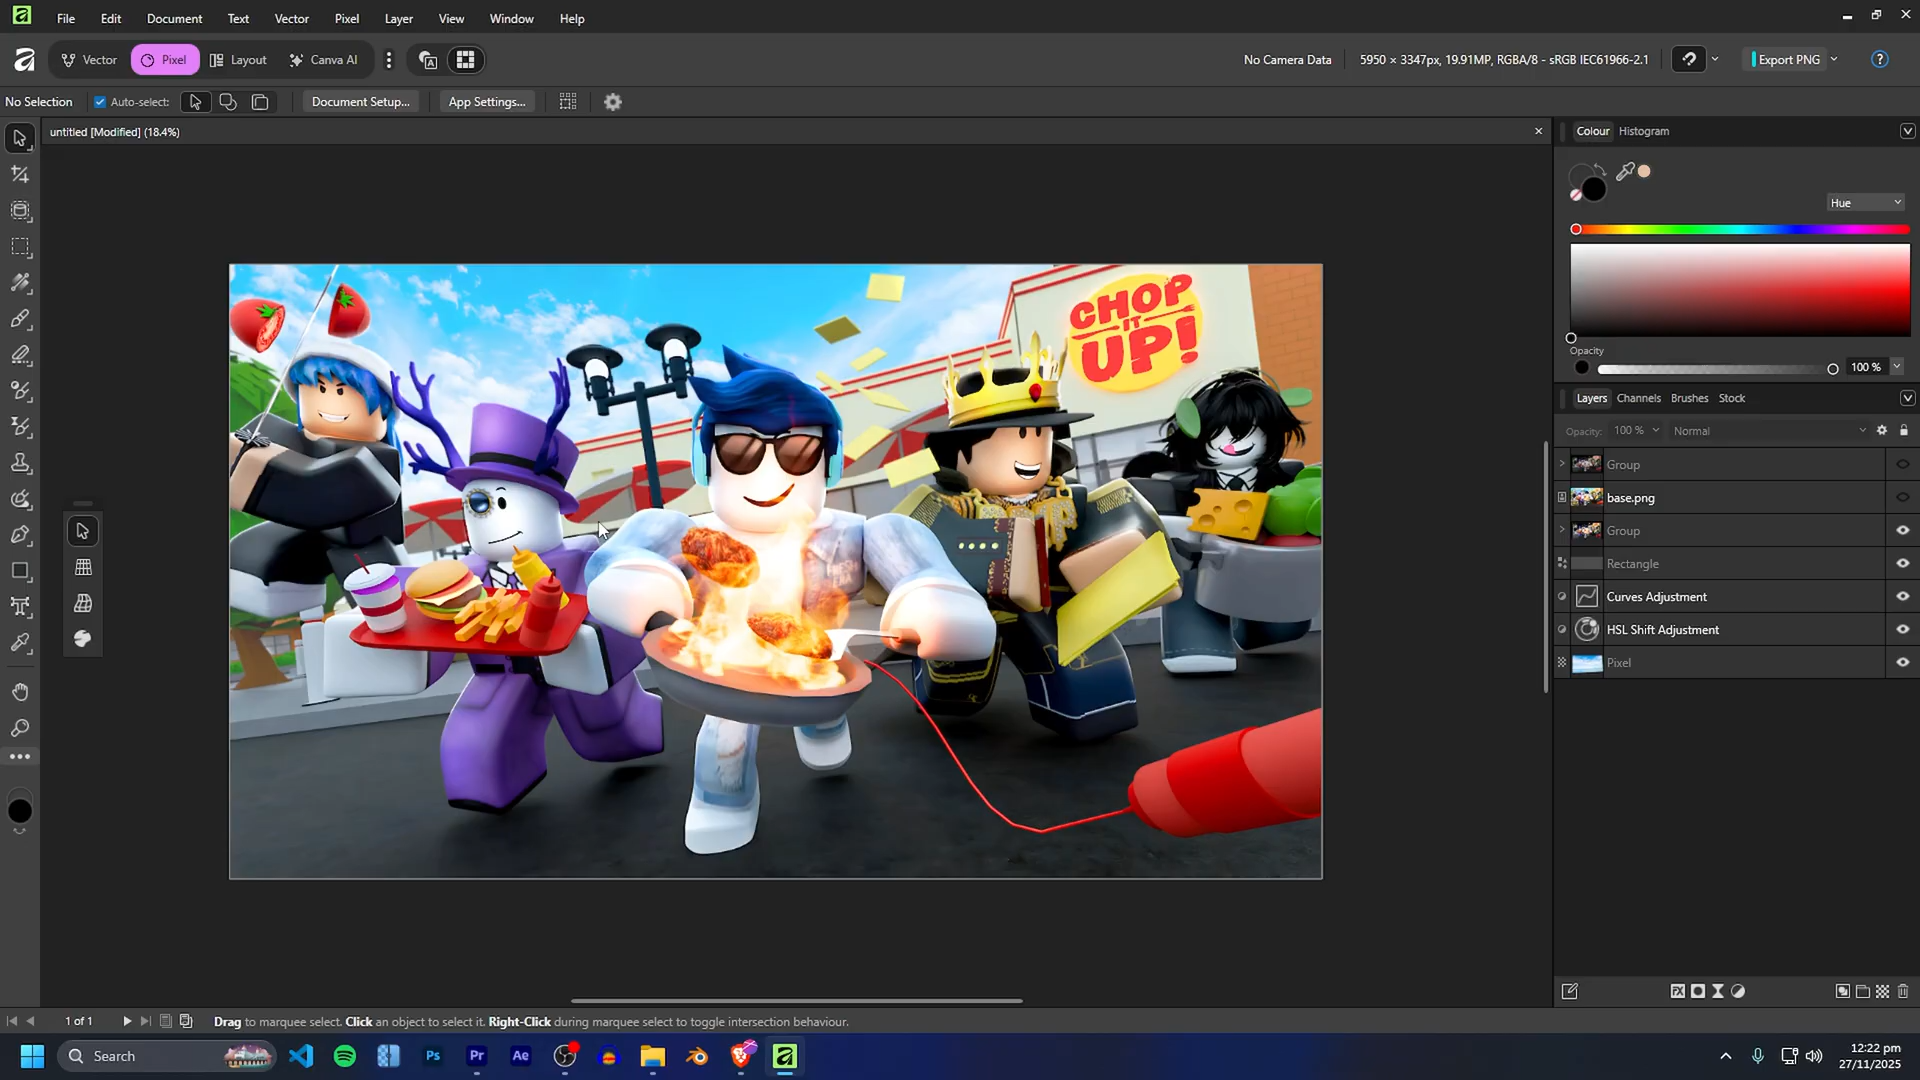 File Edit Document Text Vector Pixel Layer View Window Help
Vector Pixel Layout Canva AI
No Camera Data 5950 × 3347px, 19.91MP, RGBA/8 - sRGB IEC61966-2.1 Export PNG
No Selection Auto-select: Document Setup... App Settings...
untitled [Modified] (18.4%)
Colour Histogram
Hue
Opacity
100 %
Layers Channels Brushes Stock
Opacity: 100 % Normal
Group
base.png
Group
Rectangle
Curves Adjustment
HSL Shift Adjustment
Pixel
CHOP
IT
UP!
1 of 1 Drag to marquee select. Click an object to select it. Right-Click during marquee select to toggle intersection behaviour.
Search
Ps Pr Ae
12:22 pm
27/11/2025